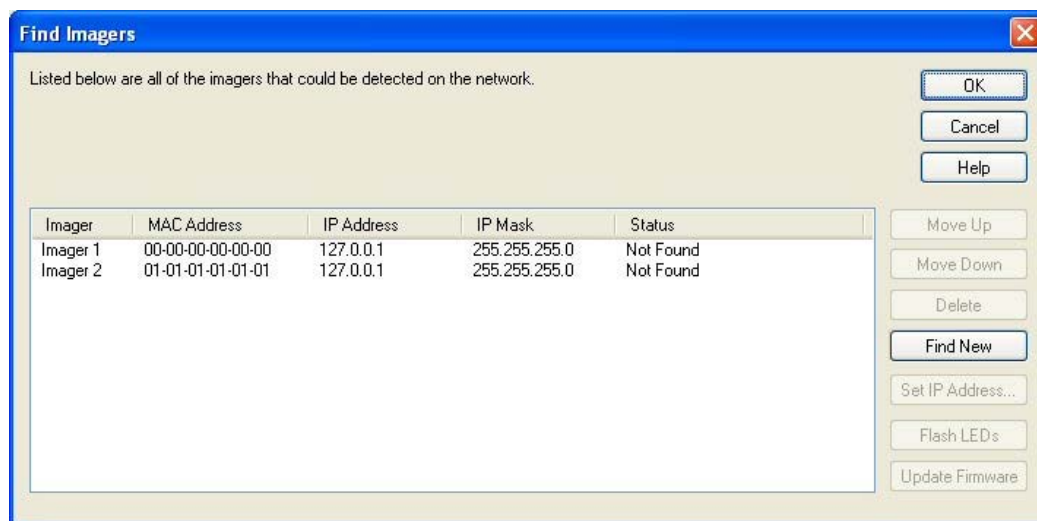 Find Imagers
Listed below are all of the imagers that could be detected on the network.
OK
Cancel
Help
Imager MAC Address IP Address IP Mask Status
Imager 1 00-00-00-00-00-00 127.0.0.1 255.255.255.0 Not Found
Imager 2 01-01-01-01-01-01 127.0.0.1 255.255.255.0 Not Found
Move Up
Move Down
Delete
Find New
Set IP Address...
Flash LEDs
Update Firmware